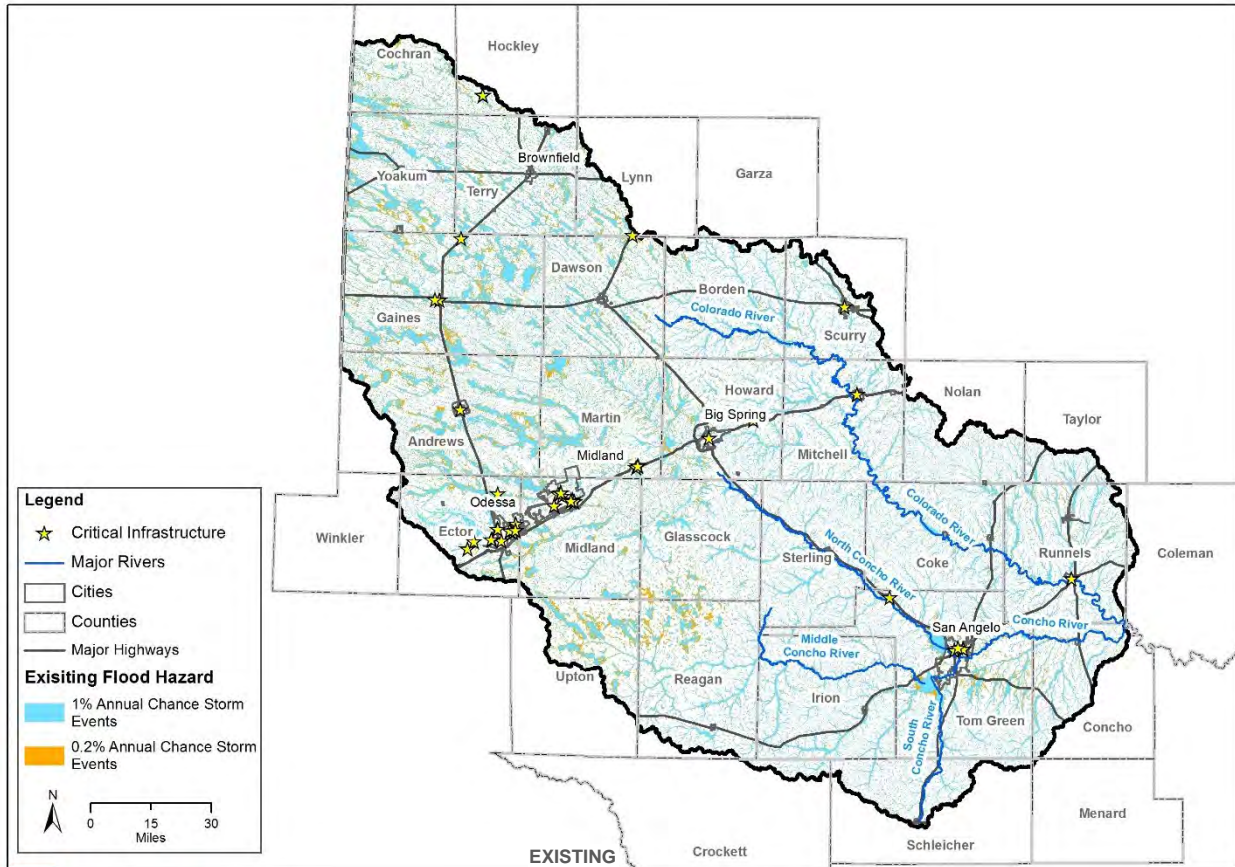 Hockley
Cochran
Brownfield
Yoakum
Terry
Lynn
Garza
Dawson
Borden
Colorado River
Scurry
Gaines
Howard
Nolan
Taylor
Martin
Big Spring
Andrews
Midland
Mitchell
Legend
Critical Infrastructure
Major Rivers
Cities
Counties
Major Highways
Exisiting Flood Hazard
1% Annual Chance Storm
Events
0.2% Annual Chance Storm
Events
N
0 15 30
Miles
Odessa
Winkler
Ector
Midland
Glasscock
Sterling
North Concho River
Colorado River
Coke
Runnels
Coleman
San Angelo
Concho River
Middle
Concho River
Upton
Reagan
Irion
South
Concho River
Tom Green
Concho
Menard
EXISTING
Crockett
Schleicher